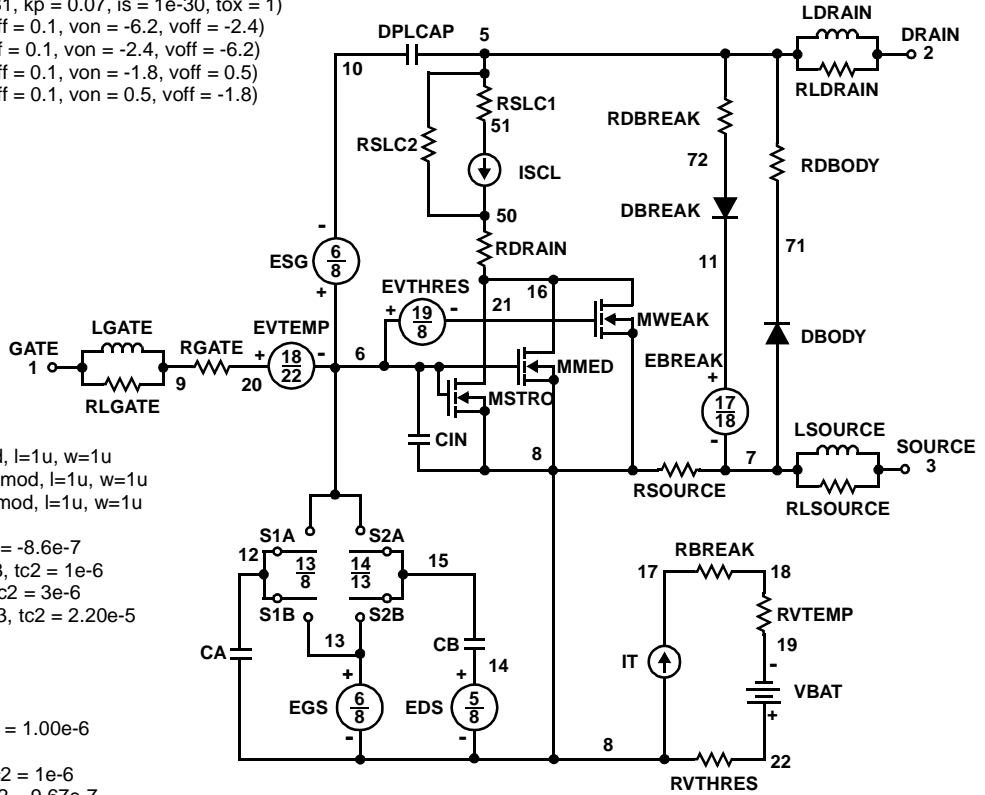 1, kp = 0.07, is = 1e-30, tox = 1)
ff = 0.1, von = -6.2, voff = -2.4)
f = 0.1, von = -2.4, voff = -6.2)
ff = 0.1, von = -1.8, voff = 0.5)
ff = 0.1, von = 0.5, voff = -1.8)
DPLCAP
5
10
LDRAIN
DRAIN
2
RLDRAIN
RSLC1
51
RSLC2
ISCL
50
RDRAIN
RDBREAK
72
RDBODY
DBREAK
11
71
ESG
-
6
8
+
EVTHRES
+
19
8
-
21
16
MWEAK
LGATE
GATE
1
RLGATE
9
RGATE
20
EVTEMP
+
18
22
-
6
MMED
MSTRO
EBREAK
+
17
18
-
DBODY
CIN
8
7
RSOURCE
LSOURCE
SOURCE
3
RLSOURCE
d, l=1u, w=1u
mod, l=1u, w=1u
mod, l=1u, w=1u
= -8.6e-7
3, tc2 = 1e-6
c2 = 3e-6
3, tc2 = 2.20e-5
S1A
S2A
12
13
8
14
13
15
S1B
S2B
13
CA
CB
14
EGS
+
6
8
-
EDS
+
5
8
-
RBREAK
17
18
RVTEMP
19
IT
-
VBAT
+
8
22
RVTHRES
= 1.00e-6
c2 = 1e-6